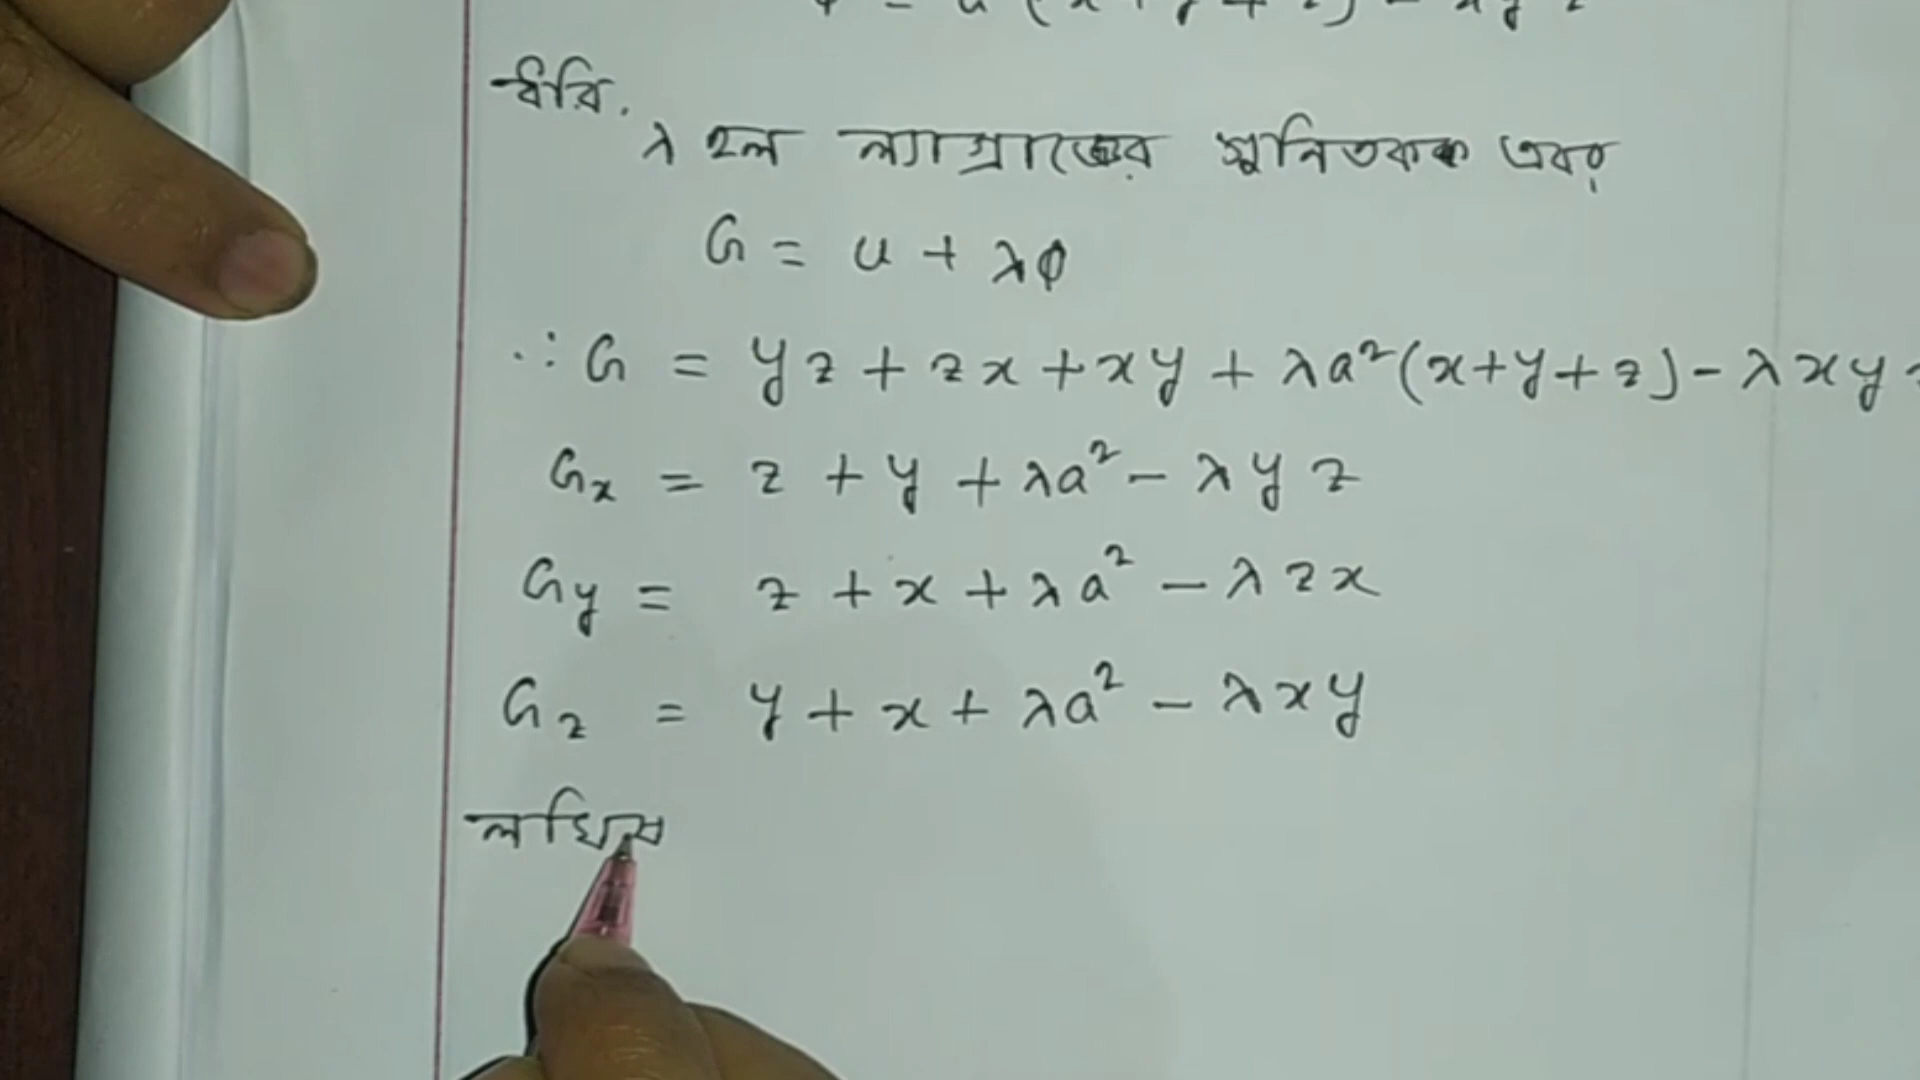 ধরি,
λ হল ল্যাগ্রাঞ্জের গুনিতকক এবং
G = u + λφ
∴ G = yz + zx + xy + λa²(x+y+z) - λxy
Gx = z + y + λa² - λyz
Gy = z + x + λa² - λzx
Gz = y + x + λa² - λxy
লঘিষ্ঠ